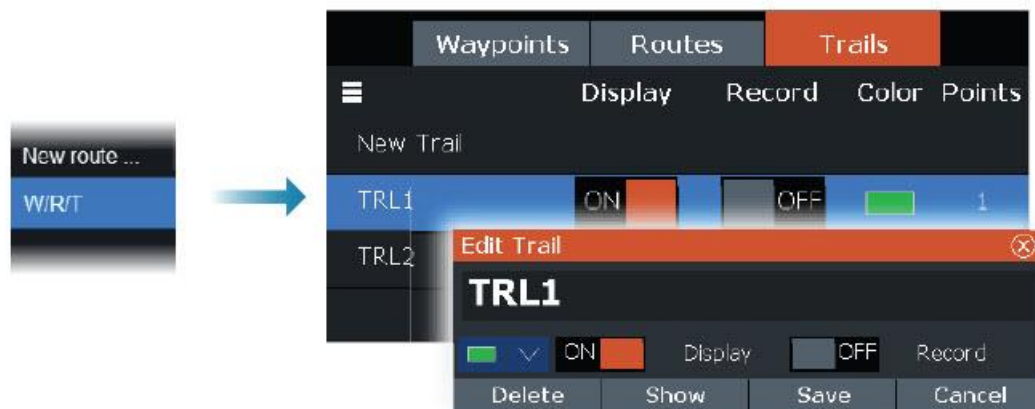 New route ...
W/R/T
Waypoints Routes Trails
Display Record Color Points
New Trail
TRL1 ON OFF 1
TRL2
Edit Trail
TRL1
ON Display OFF Record
Delete Show Save Cancel